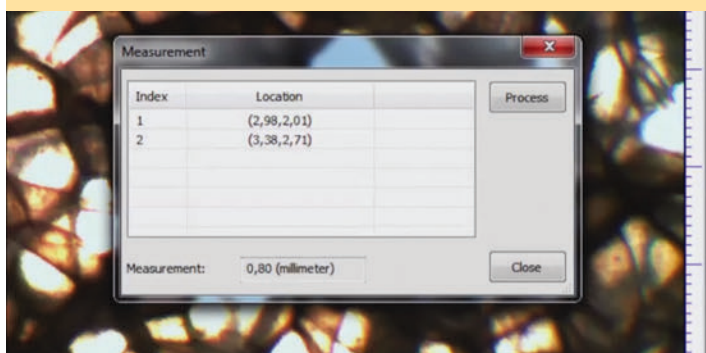 Measurement
Index Location
Process
1 (2,98,2,01)
2 (3,38,2,71)
Measurement: 0,80 (millimeter)
Close